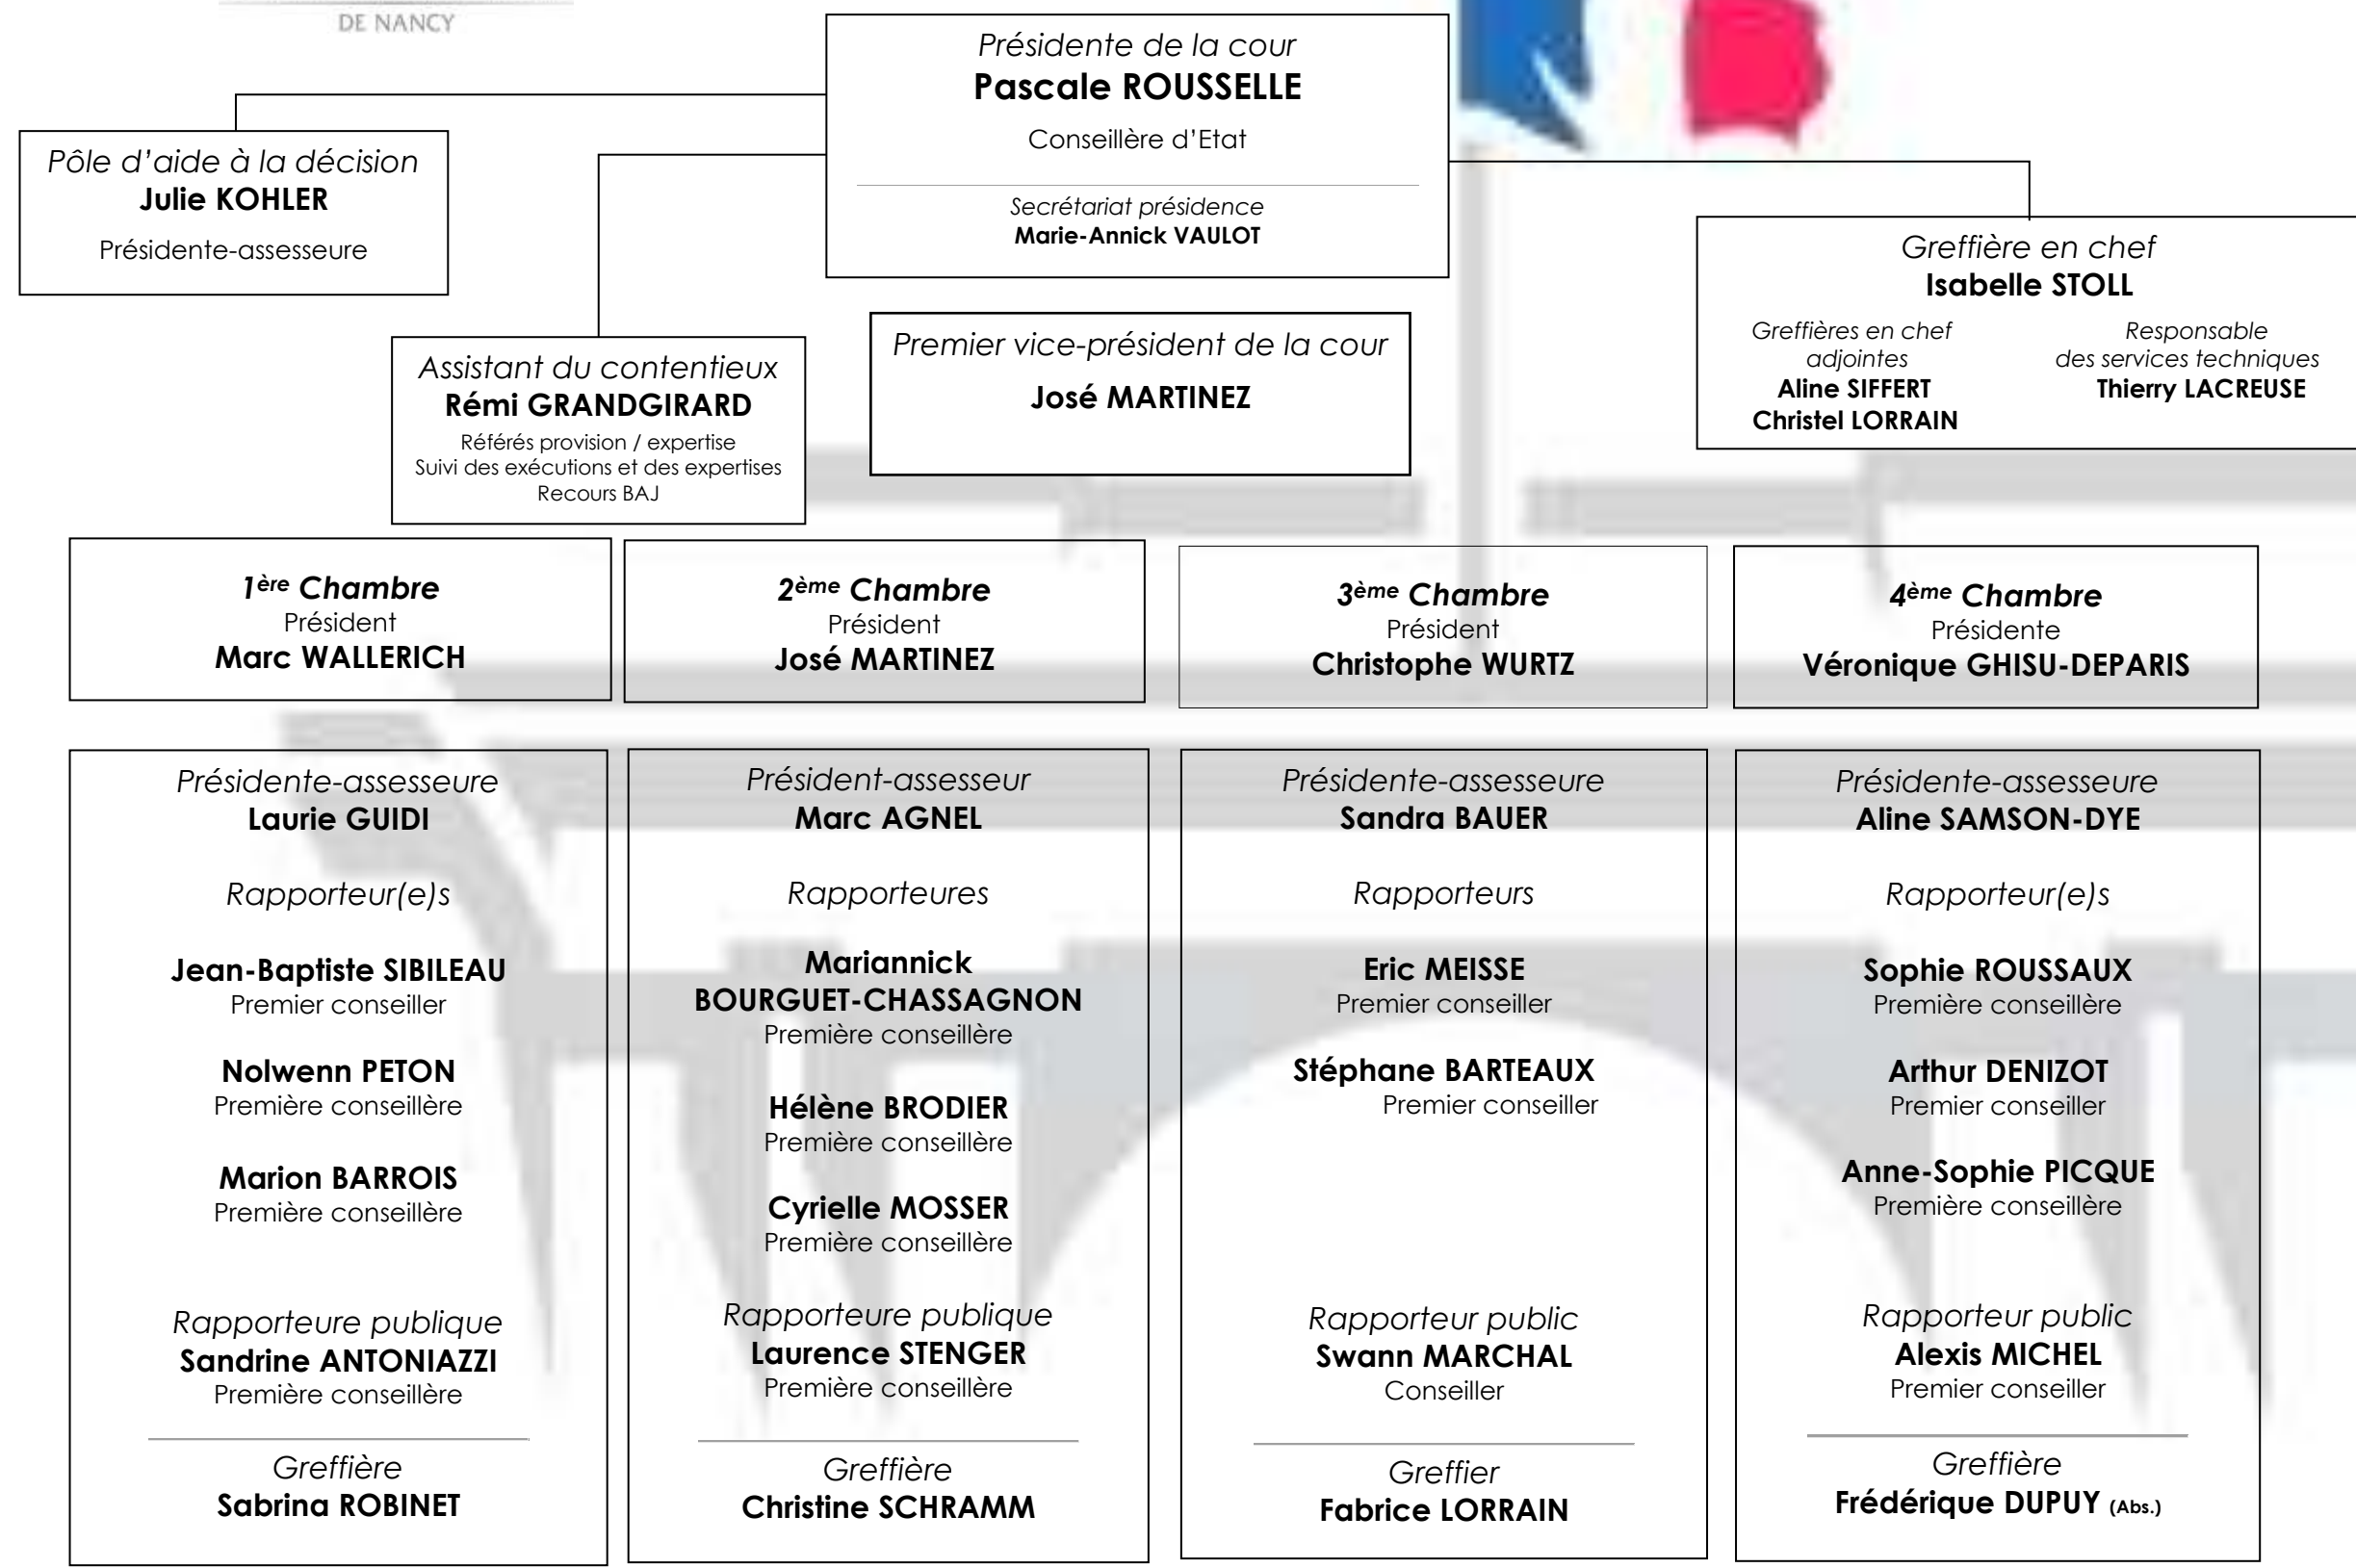 DE NANCY
Présidente de la cour
Pascale ROUSSELLE
Conseillère d’Etat
Secrétariat présidence
Marie-Annick VAULOT
Pôle d’aide à la décision
Julie KOHLER
Présidente-assesseure
Greffière en chef
Isabelle STOLL
Greffières en chef
adjointes
Aline SIFFERT
Christel LORRAIN
Responsable
des services techniques
Thierry LACREUSE
Assistant du contentieux
Rémi GRANDGIRARD
Référés provision / expertise
Suivi des exécutions et des expertises
Recours BAJ
Premier vice-président de la cour
José MARTINEZ
1ère Chambre
Président
Marc WALLERICH
2ème Chambre
Président
José MARTINEZ
3ème Chambre
Président
Christophe WURTZ
4ème Chambre
Présidente
Véronique GHISU-DEPARIS
Présidente-assesseure
Laurie GUIDI
Rapporteur(e)s
Jean-Baptiste SIBILEAU
Premier conseiller
Nolwenn PETON
Première conseillère
Marion BARROIS
Première conseillère
Rapporteure publique
Sandrine ANTONIAZZI
Première conseillère
Greffière
Sabrina ROBINET
Président-assesseur
Marc AGNEL
Rapporteures
Mariannick
BOURGUET-CHASSAGNON
Première conseillère
Hélène BRODIER
Première conseillère
Cyrielle MOSSER
Première conseillère
Rapporteure publique
Laurence STENGER
Première conseillère
Greffière
Christine SCHRAMM
Présidente-assesseure
Sandra BAUER
Rapporteurs
Eric MEISSE
Premier conseiller
Stéphane BARTEAUX
Premier conseiller
Rapporteur public
Swann MARCHAL
Conseiller
Greffier
Fabrice LORRAIN
Présidente-assesseure
Aline SAMSON-DYE
Rapporteur(e)s
Sophie ROUSSAUX
Première conseillère
Arthur DENIZOT
Premier conseiller
Anne-Sophie PICQUE
Première conseillère
Rapporteur public
Alexis MICHEL
Premier conseiller
Greffière
Frédérique DUPUY (Abs.)